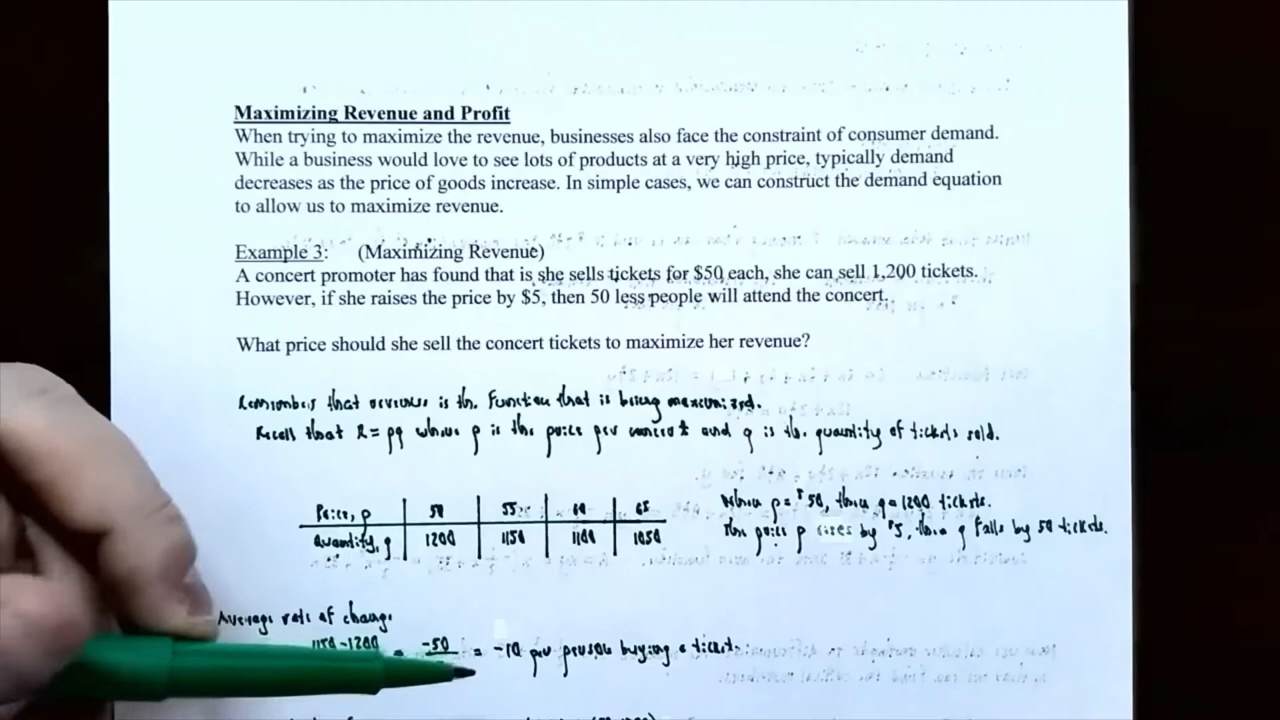 Maximizing Revenue and Profit
When trying to maximize the revenue, businesses also face the constraint of consumer demand.
While a business would love to see lots of products at a very high price, typically demand
decreases as the price of goods increase. In simple cases, we can construct the demand equation
to allow us to maximize revenue.
Example 3: (Maximizing Revenue)
A concert promoter has found that is she sells tickets for $50 each, she can sell 1,200 tickets.
However, if she raises the price by $5, then 50 less people will attend the concert.
What price should she sell the concert tickets to maximize her revenue?
Remember that revenue is the function that is being maximized.
Recall that R = pq where p is the price per concert and q is the quantity of tickets sold.
Price, p 50 55 60 65
Quantity, q 1200 1150 1100 1050
When p = $50, then q = 1200 tickets.
The price p rises by $5, then q falls by 50 tickets.
Average rate of change
1150-1200 = -50 = -10 per person buying a ticket.